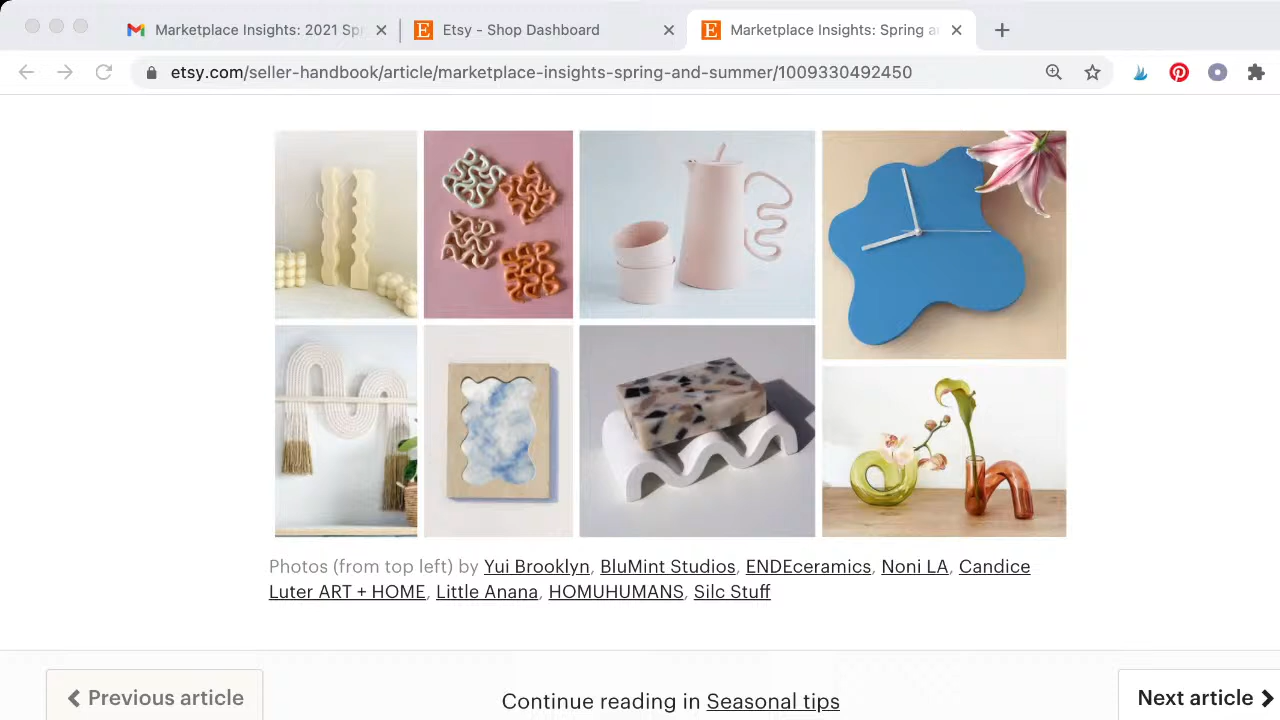 Marketplace Insights: 2021 Spr
Etsy - Shop Dashboard
Marketplace Insights: Spring a
etsy.com/seller-handbook/article/marketplace-insights-spring-and-summer/1009330492450
Photos (from top left) by Yui Brooklyn, BluMint Studios, ENDEceramics, Noni LA, Candice
Luter ART + HOME, Little Anana, HOMUHUMANS, Silc Stuff
Previous article
Continue reading in Seasonal tips
Next article